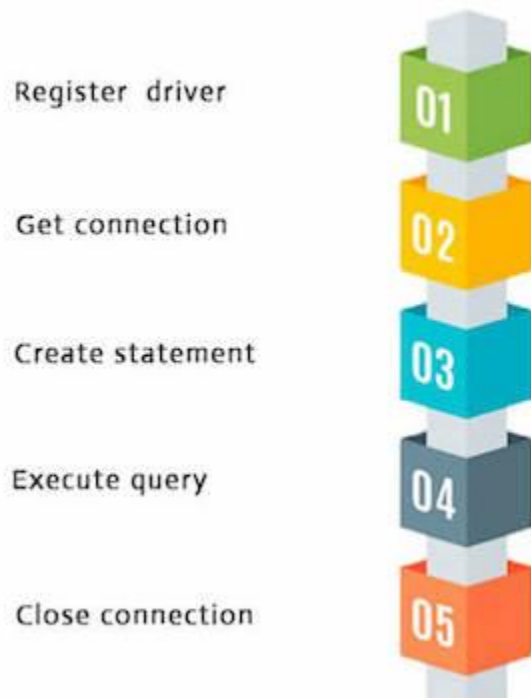 Register driver
01
Get connection
02
Create statement
03
Execute query
04
Close connection
05